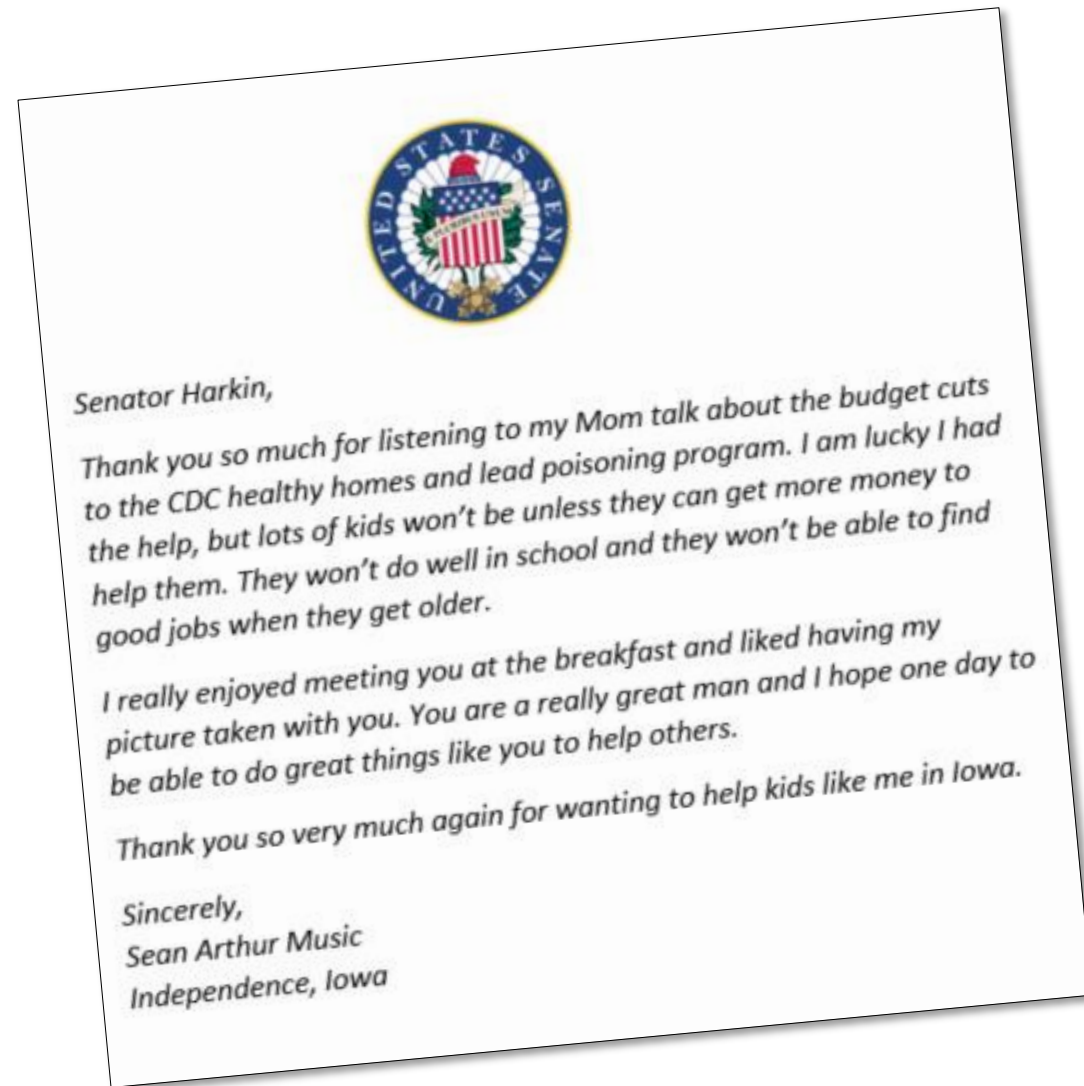 UNITED STATES SENATE
E PLURIBUS UNUM
Senator Harkin,
Thank you so much for listening to my Mom talk about the budget cuts
to the CDC healthy homes and lead poisoning program. I am lucky I had
the help, but lots of kids won’t be unless they can get more money to
help them. They won’t do well in school and they won’t be able to find
good jobs when they get older.
I really enjoyed meeting you at the breakfast and liked having my
picture taken with you. You are a really great man and I hope one day to
be able to do great things like you to help others.
Thank you so very much again for wanting to help kids like me in Iowa.
Sincerely,
Sean Arthur Music
Independence, Iowa